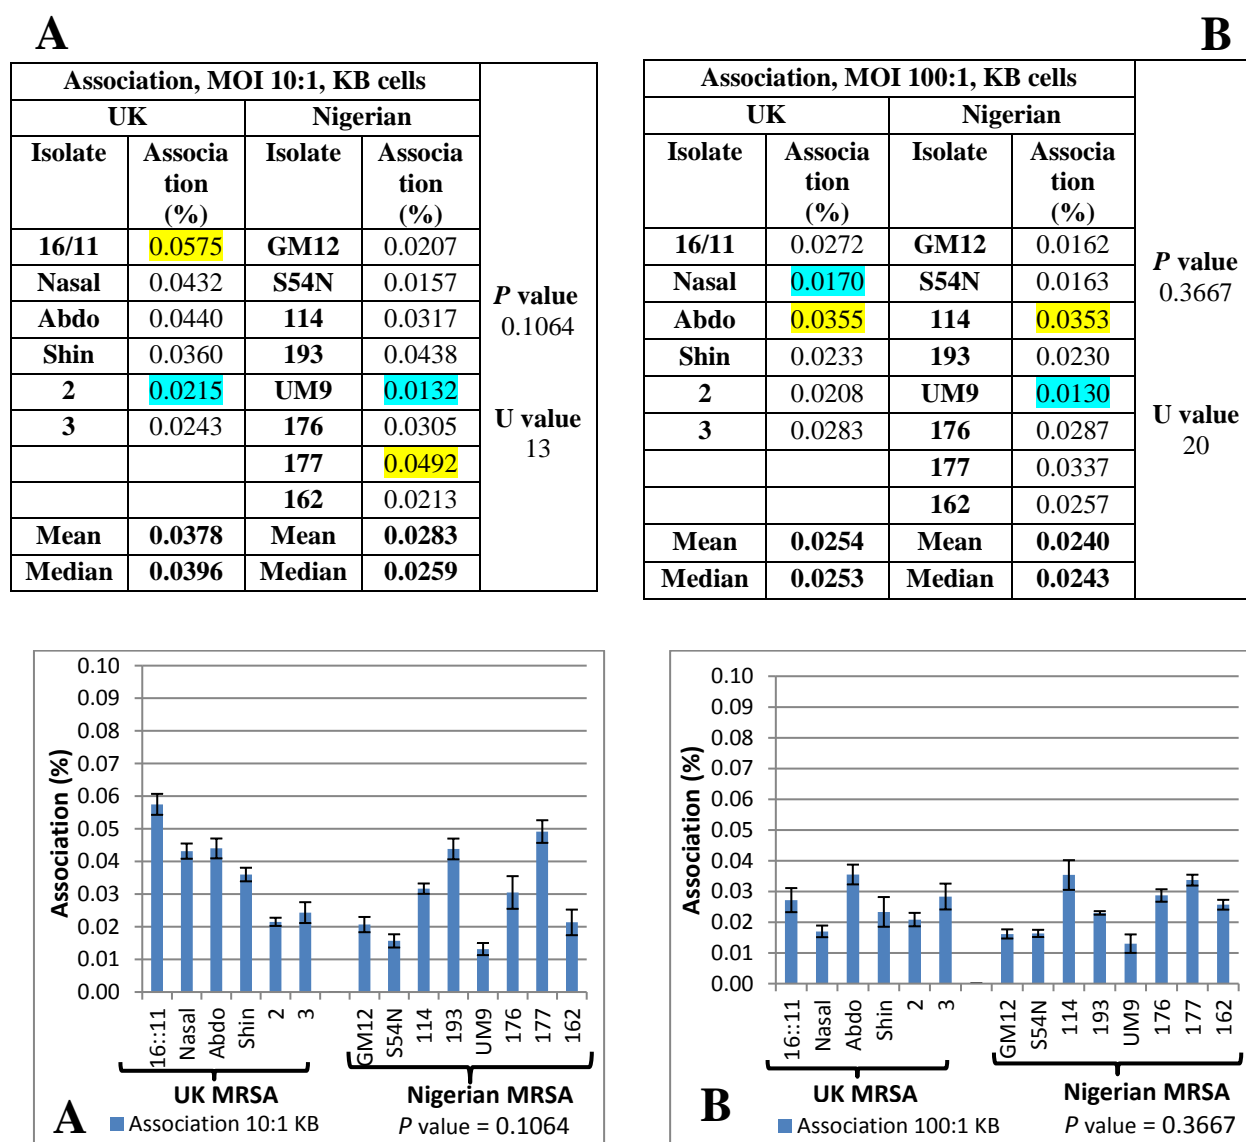 A
Association, MOI 10:1, KB cells
UK Nigerian
Isolate Associa Isolate Associa
tion tion
(%) (%)
16/11 0.0575 GM12 0.0207
Nasal 0.0432 S54N 0.0157
Abdo 0.0440 114 0.0317
Shin 0.0360 193 0.0438
2 0.0215 UM9 0.0132
3 0.0243 176 0.0305
177 0.0492
162 0.0213
Mean 0.0378 Mean 0.0283
Median 0.0396 Median 0.0259
P value
0.1064
U value
13
B
Association, MOI 100:1, KB cells
UK Nigerian
Isolate Associa Isolate Associa
tion tion
(%) (%)
16/11 0.0272 GM12 0.0162
Nasal 0.0170 S54N 0.0163
Abdo 0.0355 114 0.0353
Shin 0.0233 193 0.0230
2 0.0208 UM9 0.0130
3 0.0283 176 0.0287
177 0.0337
162 0.0257
Mean 0.0254 Mean 0.0240
Median 0.0253 Median 0.0243
P value
0.3667
U value
20
Association (%)
0.10
0.09
0.08
0.07
0.06
0.05
0.04
0.03
0.02
0.01
0.00
16::11 Nasal Abdo Shin 2 3 GM12 S54N 114 193 UM9 176 177 162
UK MRSA Nigerian MRSA
A Association 10:1 KB P value = 0.1064
Association (%)
0.10
0.09
0.08
0.07
0.06
0.05
0.04
0.03
0.02
0.01
0.00
16::11 Nasal Abdo Shin 2 3 GM12 S54N 114 193 UM9 176 177 162
UK MRSA Nigerian MRSA
B Association 100:1 KB P value = 0.3667